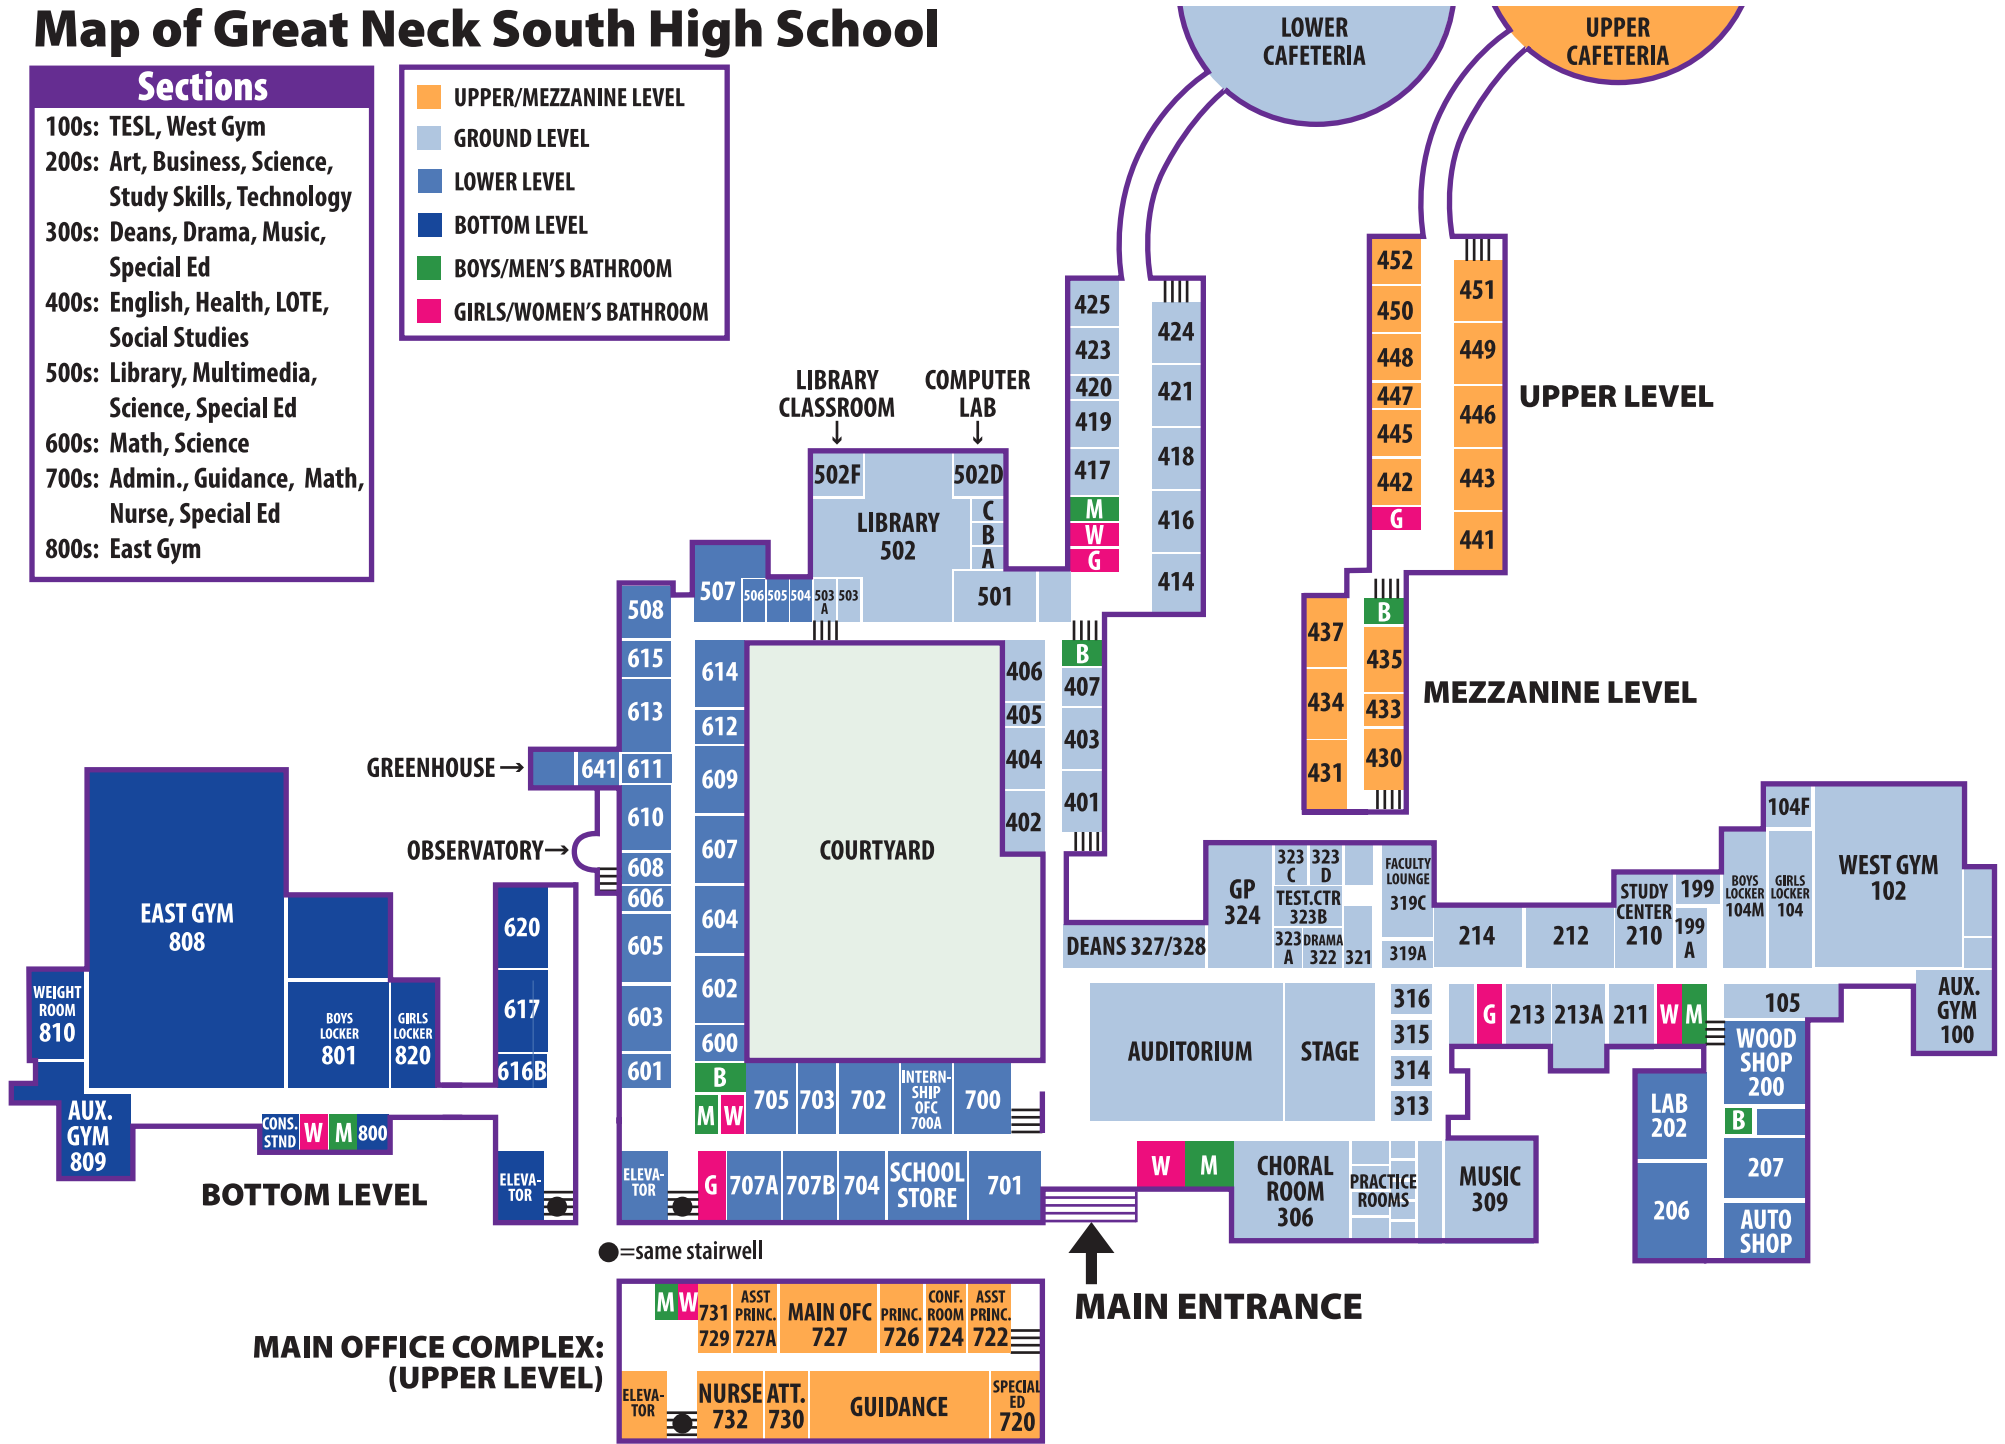 Map of Great Neck South High School
Sections
100s: TESL, West Gym
200s: Art, Business, Science,
Study Skills, Technology
300s: Deans, Drama, Music,
Special Ed
400s: English, Health, LOTE,
Social Studies
500s: Library, Multimedia,
Science, Special Ed
600s: Math, Science
700s: Admin., Guidance, Math,
Nurse, Special Ed
800s: East Gym
UPPER/MEZZANINE LEVEL
GROUND LEVEL
LOWER LEVEL
BOTTOM LEVEL
BOYS/MEN'S BATHROOM
GIRLS/WOMEN'S BATHROOM
LOWER
CAFETERIA
UPPER
CAFETERIA
452
450
448
447
445
442
G
451
449
446
443
441
UPPER LEVEL
425
423
420
419
417
M
W
G
424
421
418
416
414
LIBRARY
CLASSROOM
COMPUTER
LAB
502F
502D
C
B
A
LIBRARY
502
501
507
506
505
504
503
A
503
508
615
613
611
641
610
608
606
605
603
601
614
612
609
607
604
602
600
GREENHOUSE
OBSERVATORY
COURTYARD
406
405
404
402
B
407
403
401
437
434
431
B
435
433
430
MEZZANINE LEVEL
EAST GYM
808
WEIGHT
ROOM
810
BOYS
LOCKER
801
GIRLS
LOCKER
820
AUX.
GYM
809
CONS.
STND
W
M
800
620
617
616B
ELEVA-
TOR
BOTTOM LEVEL
B
M
W
705
703
702
INTERN-
SHIP
OFC
700A
700
ELEVA-
TOR
G
707A
707B
704
SCHOOL
STORE
701
=same stairwell
DEANS 327/328
GP
324
323
C
323
D
TEST.CTR
323B
323
A
DRAMA
322
321
FACULTY
LOUNGE
319C
319A
214
212
STUDY
CENTER
210
199
199
A
BOYS
LOCKER
104M
GIRLS
LOCKER
104
104F
WEST GYM
102
AUX.
GYM
100
AUDITORIUM
STAGE
316
315
314
313
G
213
213A
211
W
M
105
WOOD
SHOP
200
LAB
202
206
B
207
AUTO
SHOP
W
M
CHORAL
ROOM
306
PRACTICE
ROOMS
MUSIC
309
MAIN ENTRANCE
MAIN OFFICE COMPLEX:
(UPPER LEVEL)
M
W
731
729
ASST
PRINC.
727A
MAIN OFC
727
PRINC.
726
CONF.
ROOM
724
ASST
PRINC.
722
ELEVA-
TOR
NURSE
732
ATT.
730
GUIDANCE
SPECIAL
ED
720